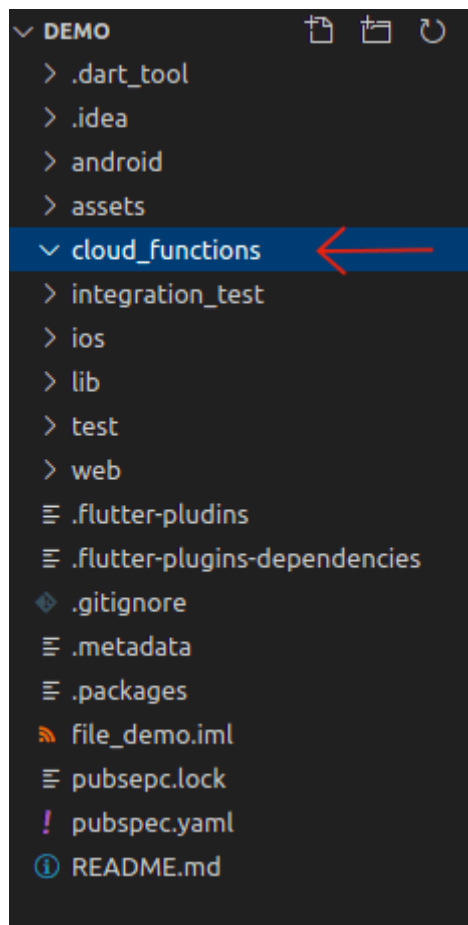 DEMO
.dart_tool
.idea
android
assets
cloud_functions
integration_test
ios
lib
test
web
.flutter-pludins
.flutter-plugins-dependencies
.gitignore
.metadata
.packages
file_demo.iml
pubsepc.lock
pubspec.yaml
README.md